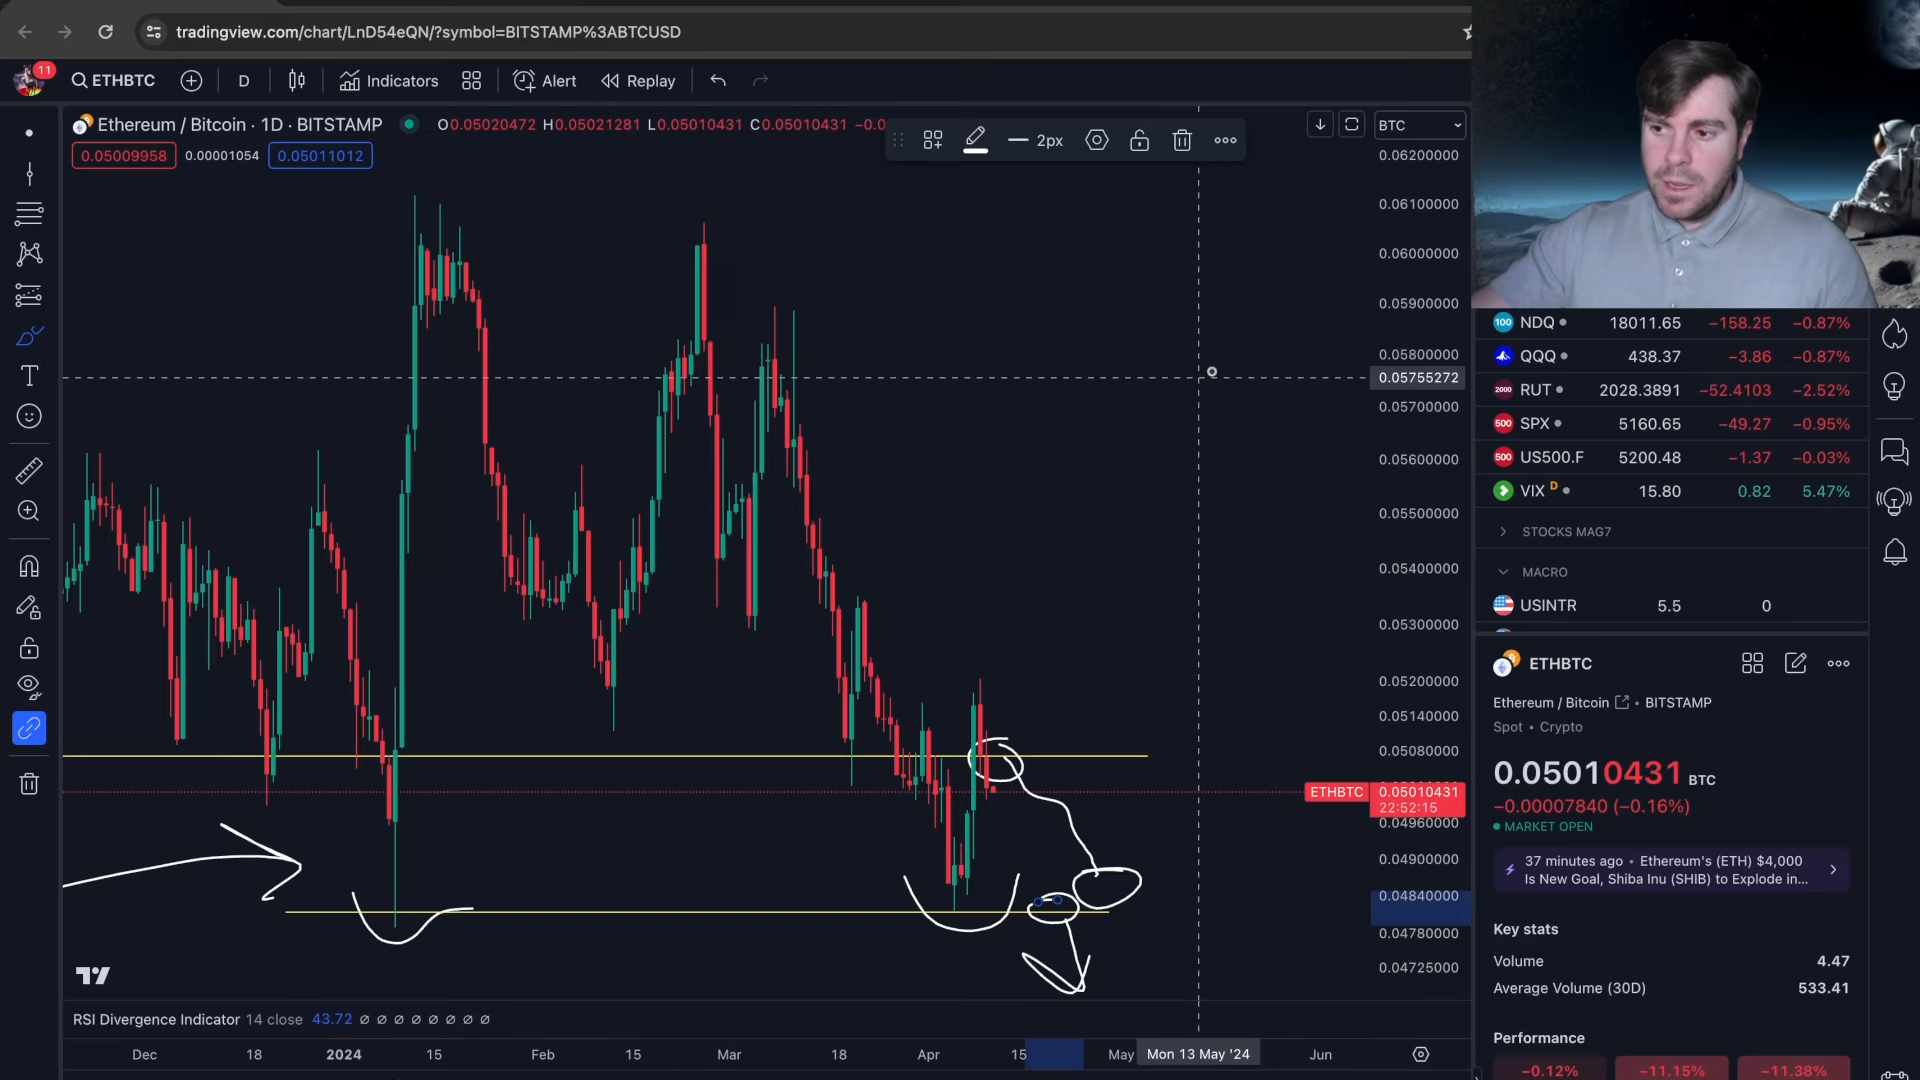 tradingview.com/chart/LnD54eQN/?symbol=BITSTAMP%3ABTCUSD
11 ETHBTC D Indicators Alert Replay
Ethereum / Bitcoin · 1D · BITSTAMP O0.05020472 H0.05021281 L0.05010431 C0.05010431 −0.0
0.05009958 0.00001054 0.05011012
2px
BTC
0.06200000
0.06100000
0.06000000
0.05900000
0.05800000
0.05755272
0.05700000
0.05600000
0.05500000
0.05400000
0.05300000
0.05200000
0.05140000
0.05080000
ETHBTC 0.05010431
22:52:15
0.04960000
0.04900000
0.04840000
0.04780000
0.04725000
RSI Divergence Indicator 14 close 43.72 ∅ ∅ ∅ ∅ ∅ ∅ ∅ ∅
Dec 18 2024 15 Feb 15 Mar 18 Apr 15 May Mon 13 May '24 Jun
100 NDQ 18011.65 −158.25 −0.87%
QQQ 438.37 −3.86 −0.87%
2000 RUT 2028.3891 −52.4103 −2.52%
500 SPX 5160.65 −49.27 −0.95%
500 US500.F 5200.48 −1.37 −0.03%
VIX D 15.80 0.82 5.47%
STOCKS MAG7
MACRO
USINTR 5.5 0
ETHBTC
Ethereum / Bitcoin • BITSTAMP
Spot • Crypto
0.05010431 BTC
−0.00007840 (−0.16%)
MARKET OPEN
37 minutes ago • Ethereum's (ETH) $4,000
Is New Goal, Shiba Inu (SHIB) to Explode in...
Key stats
Volume 4.47
Average Volume (30D) 533.41
Performance
−0.12% −11.15% −11.38%